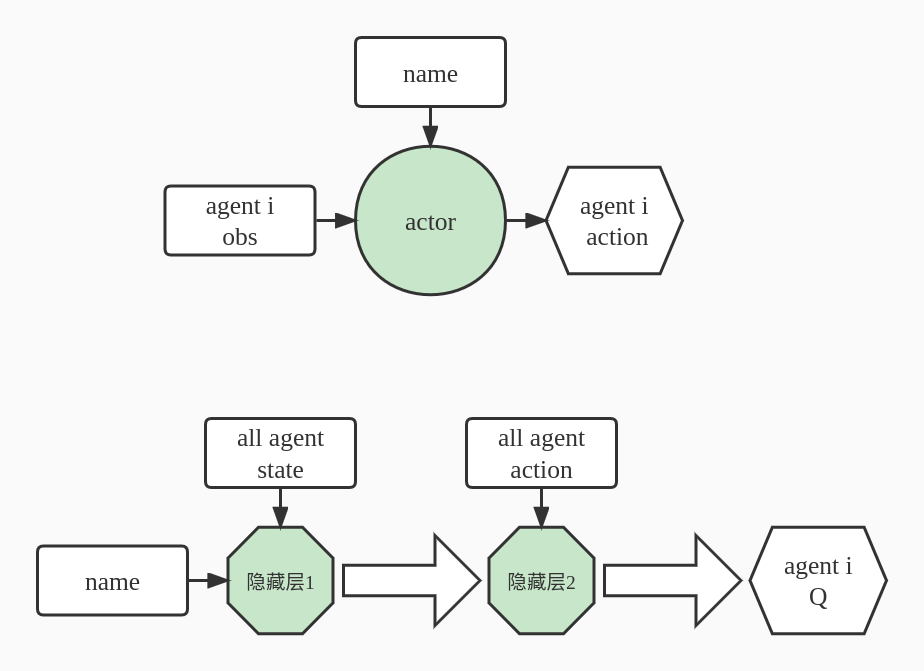 name
agent i
obs
actor
agent i
action
all agent
state
all agent
action
name
隐藏层1
隐藏层2
agent i
Q